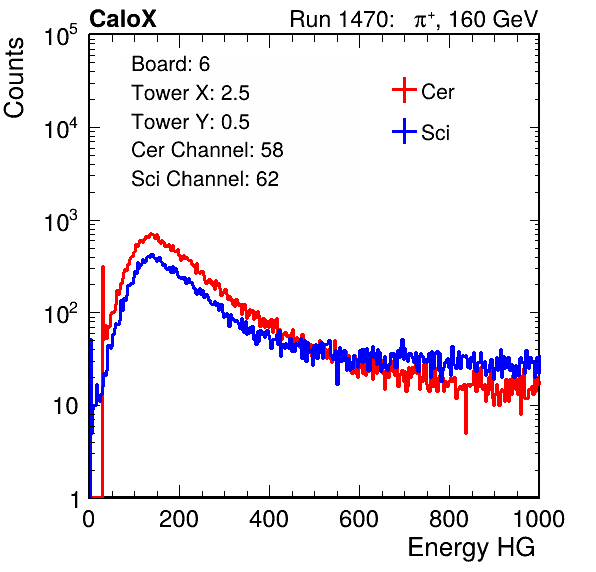 CaloX Run 1470: π⁺, 160 GeV
Board: 6
Tower X: 2.5
Tower Y: 0.5
Cer Channel: 58
Sci Channel: 62
Cer
Sci
Counts
10⁵
10⁴
10³
10²
10
1
0 200 400 600 800 1000
Energy HG